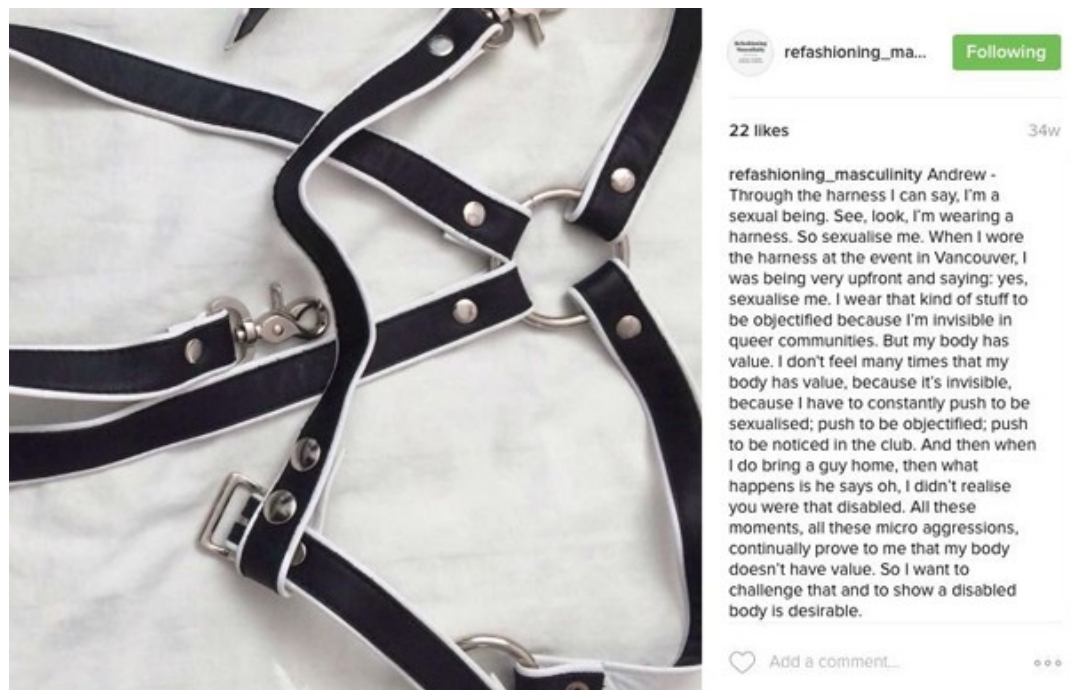 refashioning_ma...
Following
22 likes
34w
refashioning_masculinity Andrew -
Through the harness I can say, I'm a
sexual being. See, look, I'm wearing a
harness. So sexualise me. When I wore
the harness at the event in Vancouver, I
was being very upfront and saying: yes,
sexualise me. I wear that kind of stuff to
be objectified because I'm invisible in
queer communities. But my body has
value. I don't feel many times that my
body has value, because it's invisible,
because I have to constantly push to be
sexualised; push to be objectified; push
to be noticed in the club. And then when
I do bring a guy home, then what
happens is he says oh, I didn't realise
you were that disabled. All these
moments, all these micro aggressions,
continually prove to me that my body
doesn't have value. So I want to
challenge that and to show a disabled
body is desirable.
Add a comment...